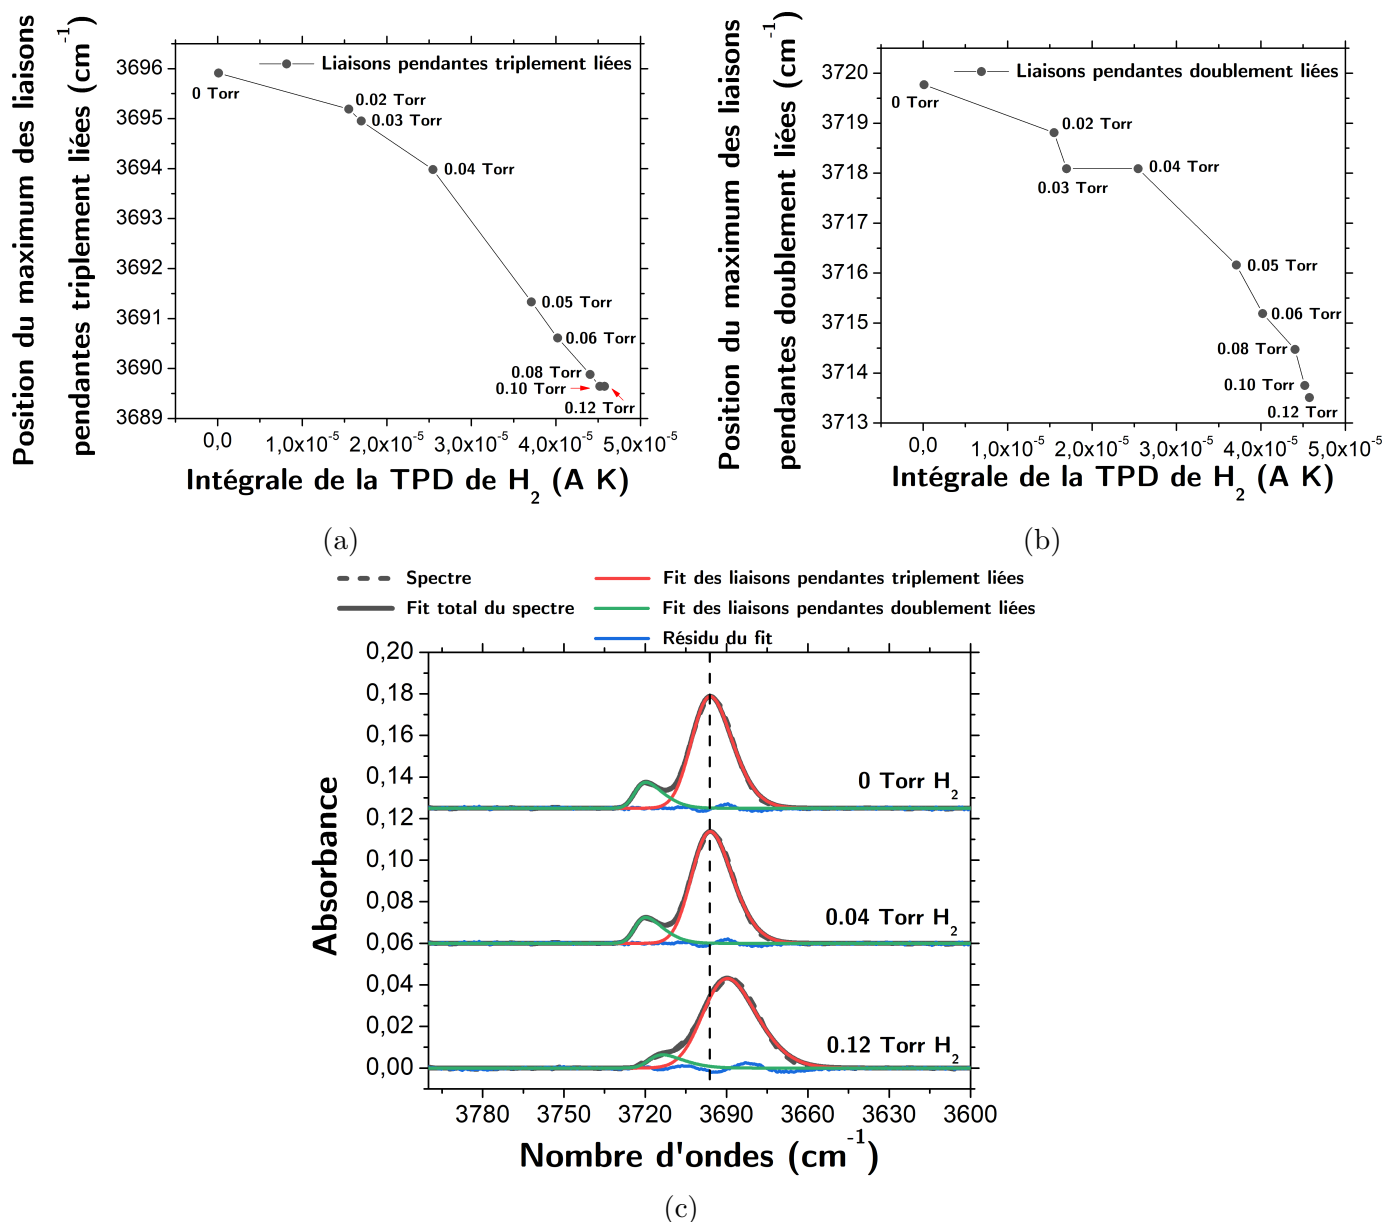 Position du maximum des liaisons
pendantes triplement liées (cm-1)
3696
3695
3694
3693
3692
3691
3690
3689
Liaisons pendantes triplement liées
0 Torr
0.02 Torr
0.03 Torr
0.04 Torr
0.05 Torr
0.06 Torr
0.08 Torr
0.10 Torr
0.12 Torr
0,0 1,0x10-5 2,0x10-5 3,0x10-5 4,0x10-5 5,0x10-5
Intégrale de la TPD de H2 (A K)
(a)
Position du maximum des liaisons
pendantes doublement liées (cm-1)
3720
3719
3718
3717
3716
3715
3714
3713
Liaisons pendantes doublement liées
0 Torr
0.02 Torr
0.03 Torr
0.04 Torr
0.05 Torr
0.06 Torr
0.08 Torr
0.10 Torr
0.12 Torr
0,0 1,0x10-5 2,0x10-5 3,0x10-5 4,0x10-5 5,0x10-5
Intégrale de la TPD de H2 (A K)
(b)
Spectre
Fit total du spectre
Fit des liaisons pendantes triplement liées
Fit des liaisons pendantes doublement liées
Résidu du fit
Absorbance
0,20
0,18
0,16
0,14
0,12
0,10
0,08
0,06
0,04
0,02
0,00
0 Torr H2
0.04 Torr H2
0.12 Torr H2
3780 3750 3720 3690 3660 3630 3600
Nombre d'ondes (cm-1)
(c)